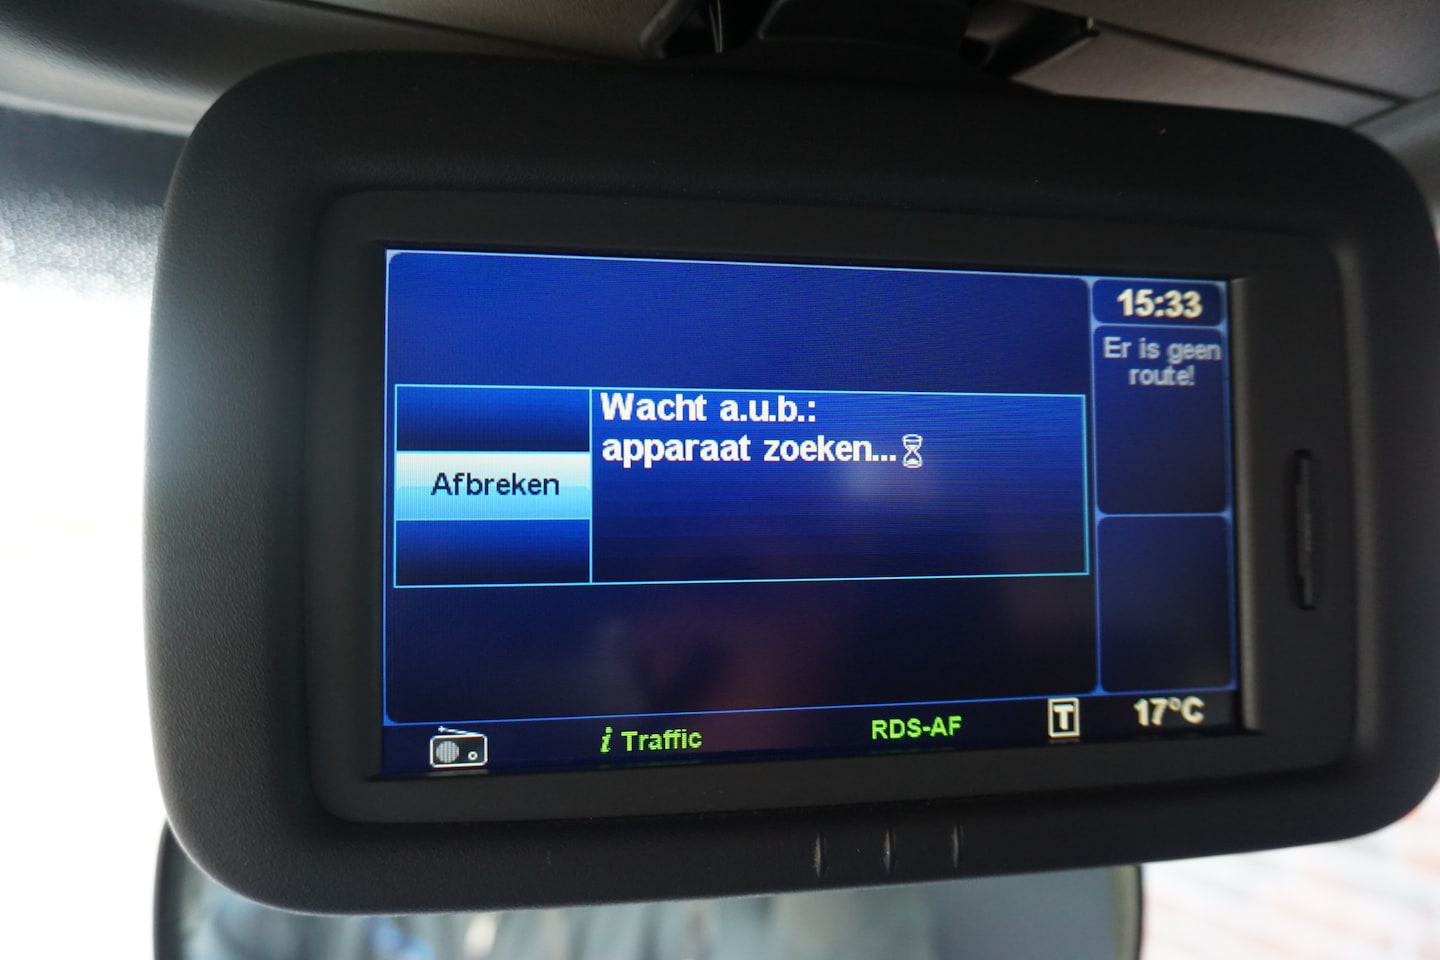 15:33
Er is geen
route!
Wacht a.u.b.:
apparaat zoeken...
Afbreken
i Traffic
RDS-AF
T
17°C